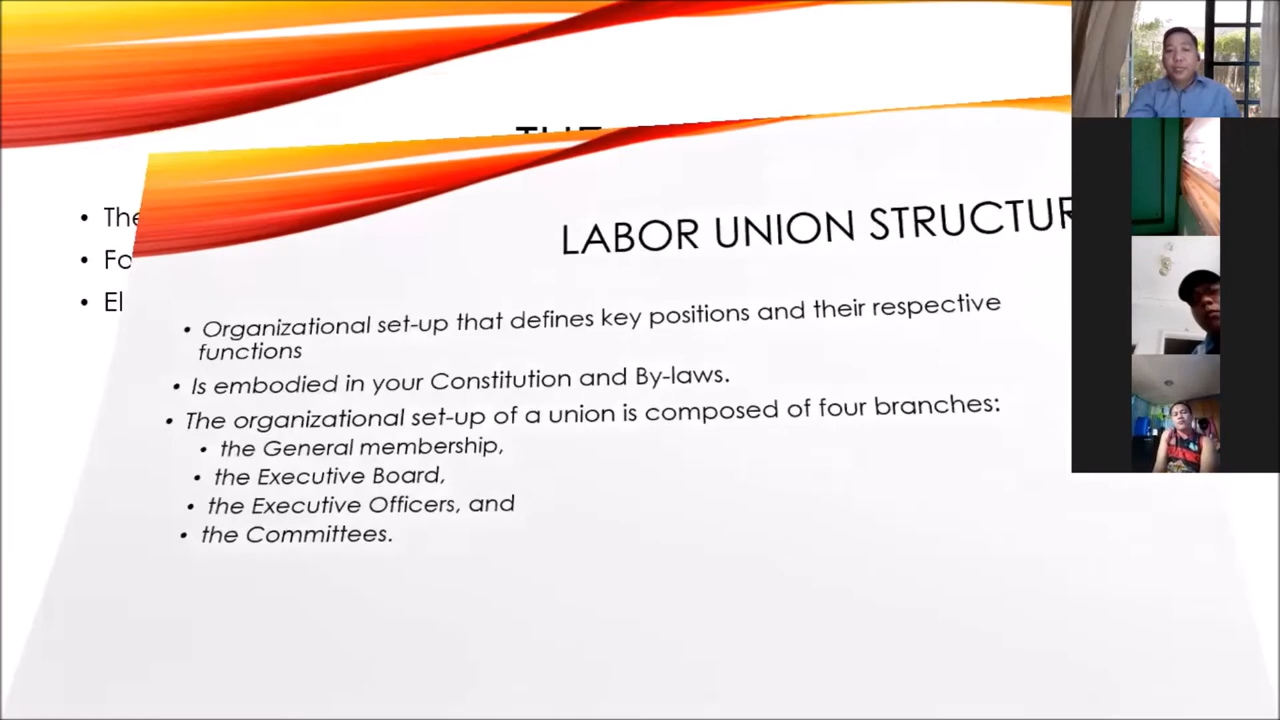 LABOR UNION STRUCTUR
The
Fo
El
• Organizational set-up that defines key positions and their respective
functions
• Is embodied in your Constitution and By-laws.
• The organizational set-up of a union is composed of four branches:
• the General membership,
• the Executive Board,
• the Executive Officers, and
• the Committees.